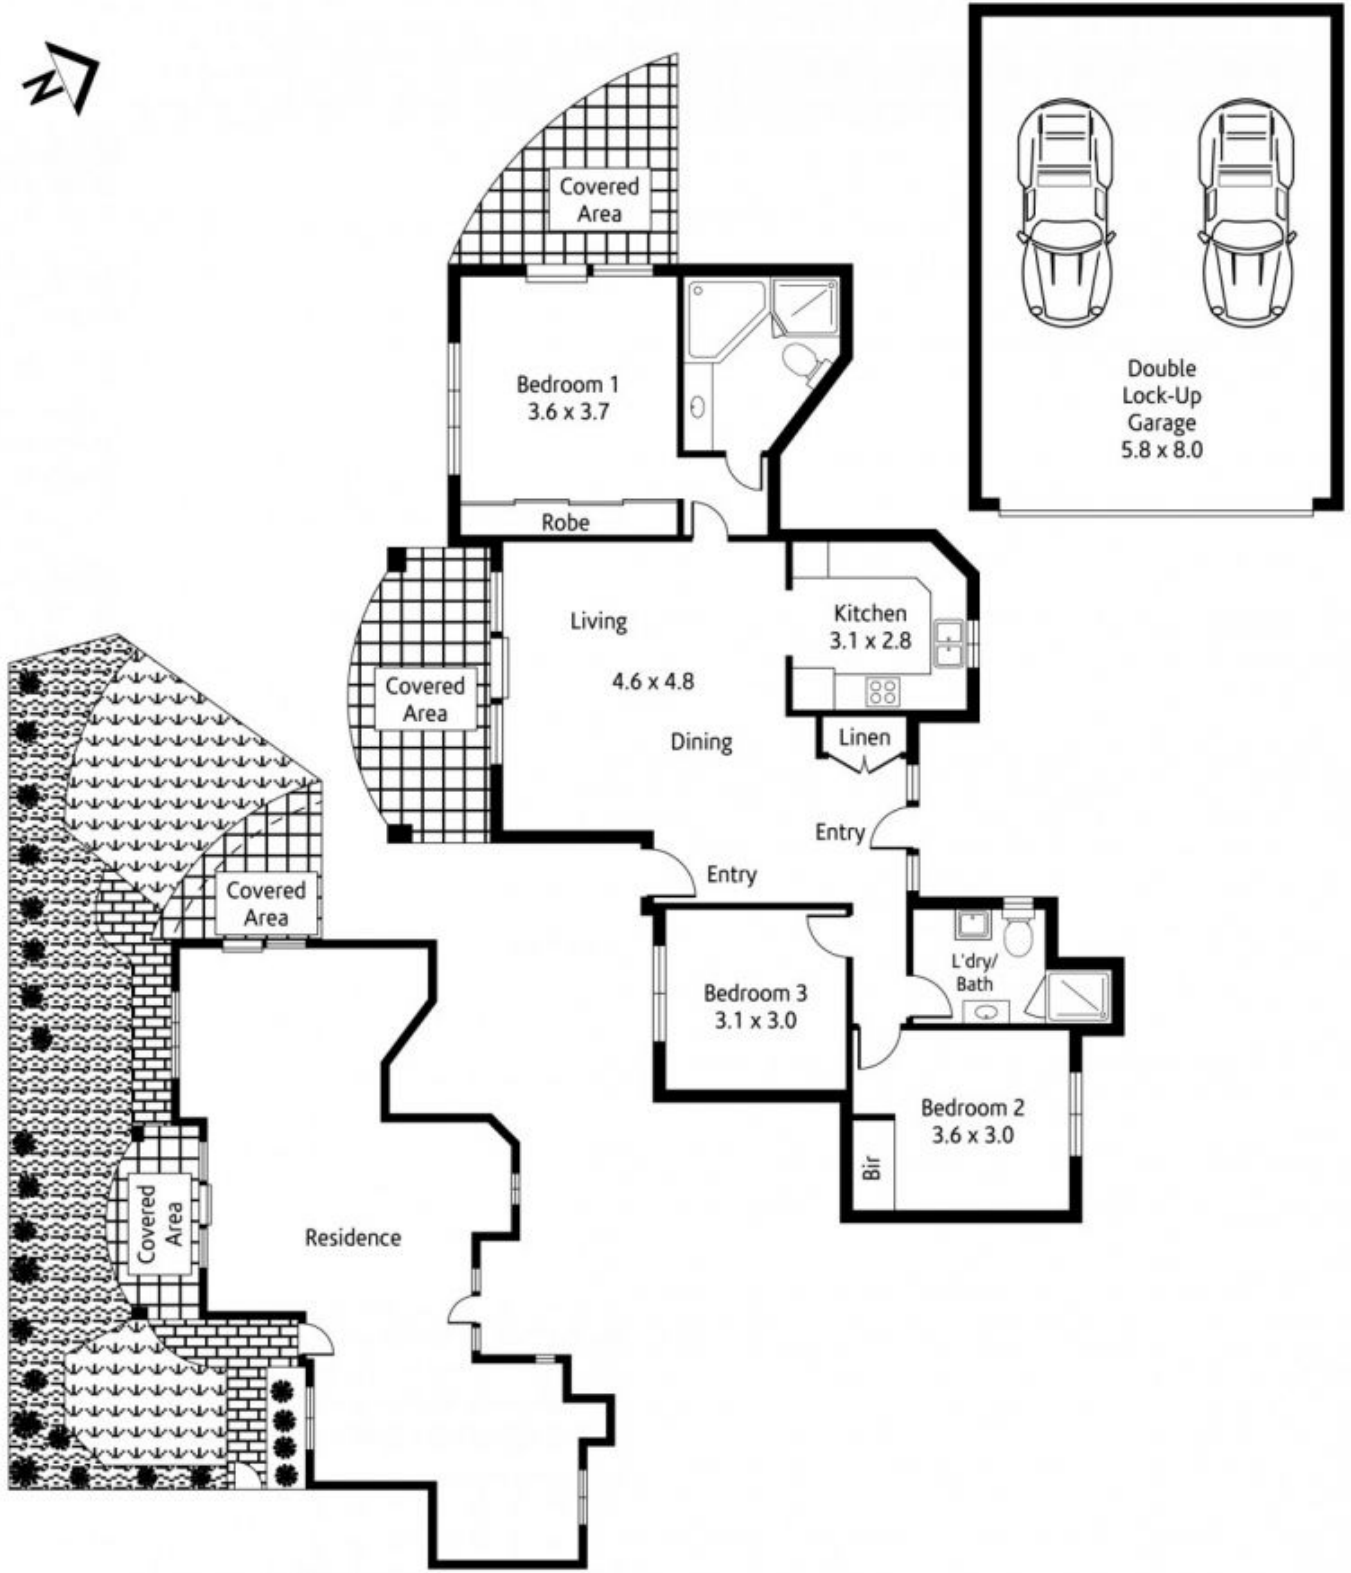 N
Covered
Area
Double
Lock-Up
Garage
5.8 x 8.0
Bedroom 1
3.6 x 3.7
Robe
Living
4.6 x 4.8
Dining
Kitchen
3.1 x 2.8
Covered
Area
Linen
Entry
Entry
Covered
Area
L'dry/
Bath
Bedroom 3
3.1 x 3.0
Bedroom 2
3.6 x 3.0
Bir
Covered
Area
Residence